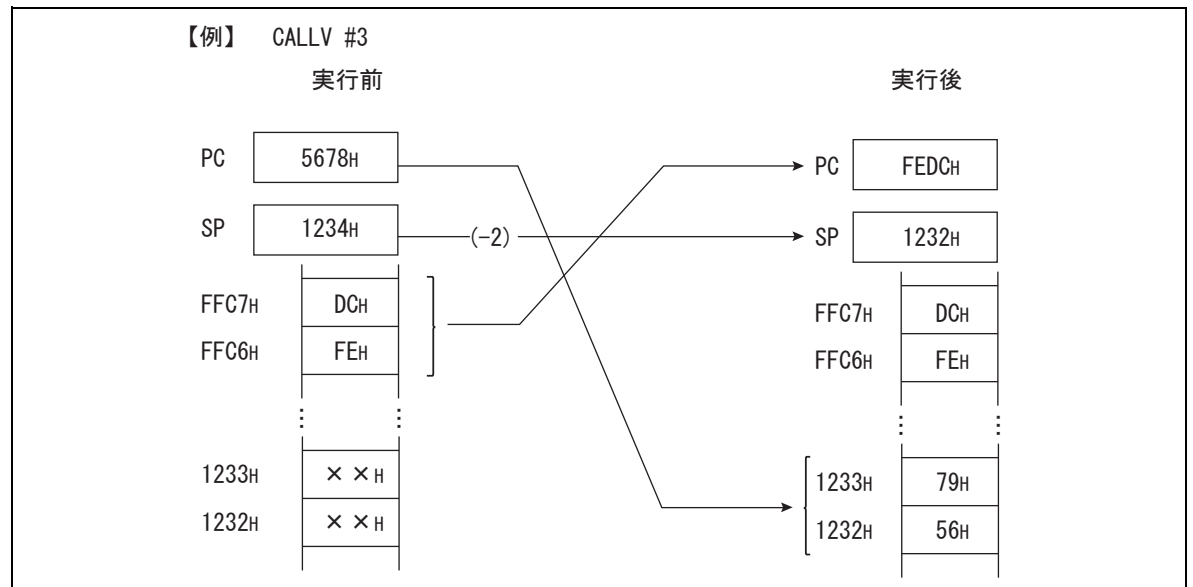 【例】 CALLV #3
実行前 実行後
PC 5678H PC FEDCH
SP 1234H (-2) SP 1232H
FFC7H DCH FFC7H DCH
FFC6H FEH FFC6H FEH
1233H ××H 1233H 79H
1232H ××H 1232H 56H